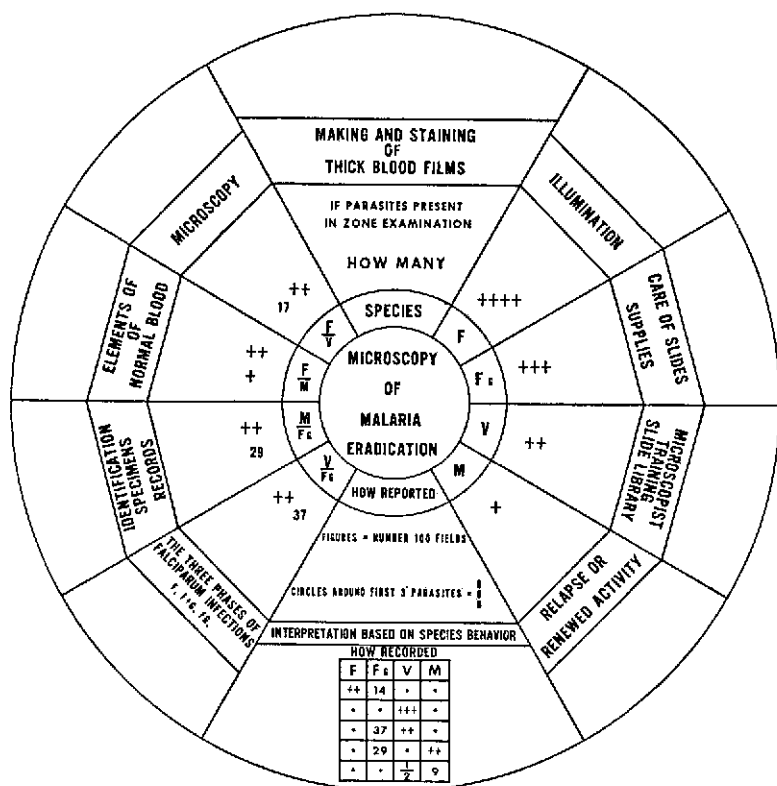 MAKING AND STAINING
OF
THICK BLOOD FILMS
IF PARASITES PRESENT
IN ZONE EXAMINATION
HOW MANY
ILLUMINATION
CARE OF SLIDES
SUPPLIES
MICROSCOPIST
TRAINING
SLIDE LIBRARY
RELAPSE OR
RENEWED ACTIVITY
MICROSCOPY
ELEMENTS OF
OF
NORMAL BLOOD
IDENTIFICATION
SPECIMENS
RECORDS
THE THREE PHASES OF
FALCIPARUM INFECTIONS
SPECIES
F
++++
Fg
+++
V
++
M
+
F/V
++
17
F/M
++
+
M/Fg
++
29
V/Fg
++
37
MICROSCOPY
OF
MALARIA
ERADICATION
HOW REPORTED
FIGURES = NUMBER 100 FIELDS
CIRCLES AROUND FIRST 3 PARASITES =
INTERPRETATION BASED ON SPECIES BEHAVIOR
HOW RECORDED
F Fg V M
++ 14 • •
• • +++ •
• 37 ++ •
• 29 • ++
• • 1/2 9